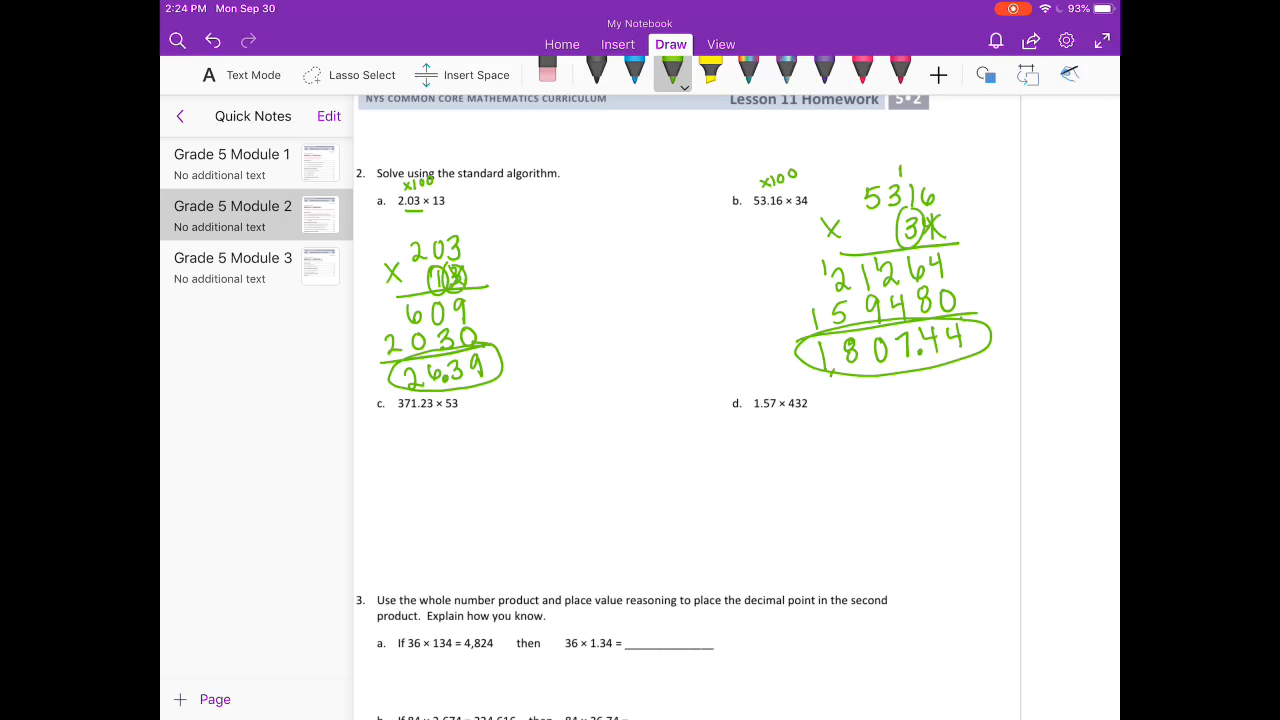 2:24 PM Mon Sep 30
93%
My Notebook
Home Insert Draw View
A Text Mode Lasso Select Insert Space
Quick Notes Edit
Grade 5 Module 1
No additional text
Grade 5 Module 2
No additional text
Grade 5 Module 3
No additional text
+ Page
NYS COMMON CORE MATHEMATICS CURRICULUM Lesson 11 Homework 5•2
2. Solve using the standard algorithm.
x100
a. 2.03 × 13
203
x 13
609
2030
26.39
x100
b. 53.16 × 34
1
5316
x 34
1 1
21264
159480
1,807.44
c. 371.23 × 53
d. 1.57 × 432
3. Use the whole number product and place value reasoning to place the decimal point in the second
product. Explain how you know.
a. If 36 × 134 = 4,824 then 36 × 1.34 = _______________